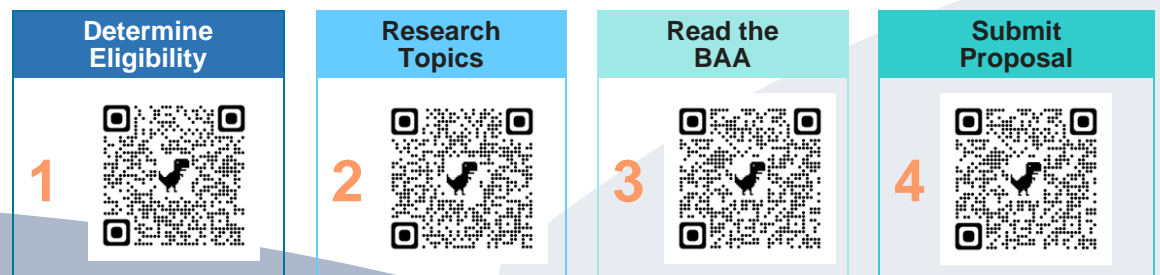 Determine
Eligibility
1
Research
Topics
2
Read the
BAA
3
Submit
Proposal
4